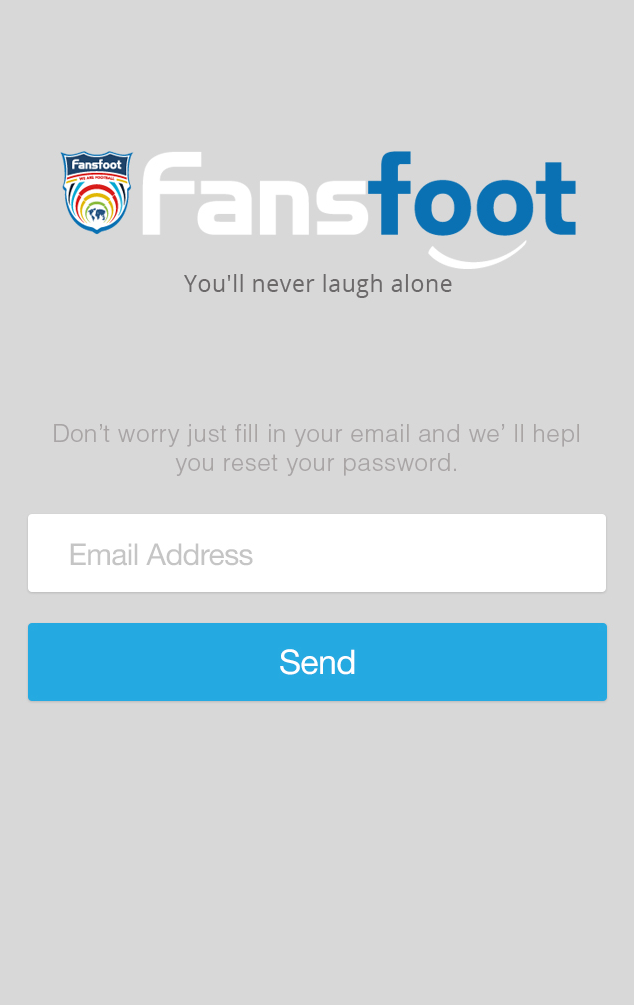 Fansfoot
WE ARE FOOTBALL
Fansfoot
You'll never laugh alone
Don’t worry just fill in your email and we’ ll hepl
you reset your password.
Email Address
Send